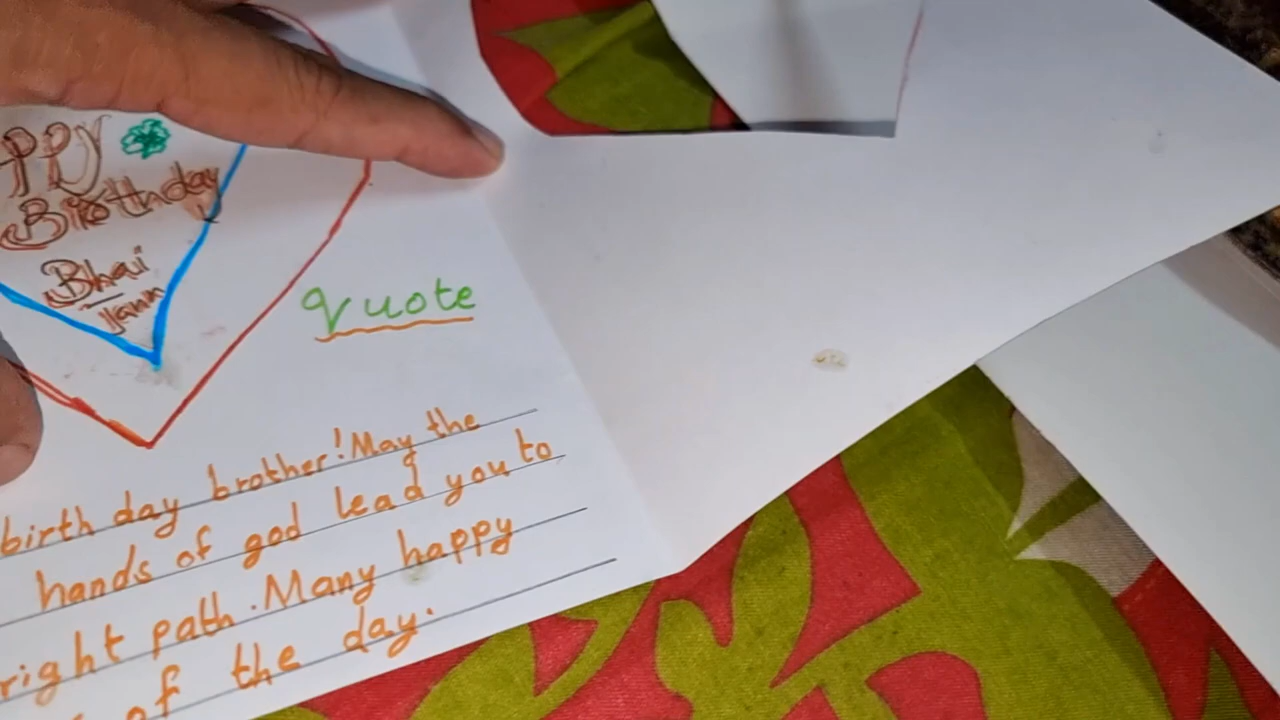 ppy
Birthday
Bhai
Jann
Quote
birth day brother! May the
hands of god lead you to
right path. Many happy
of the day.